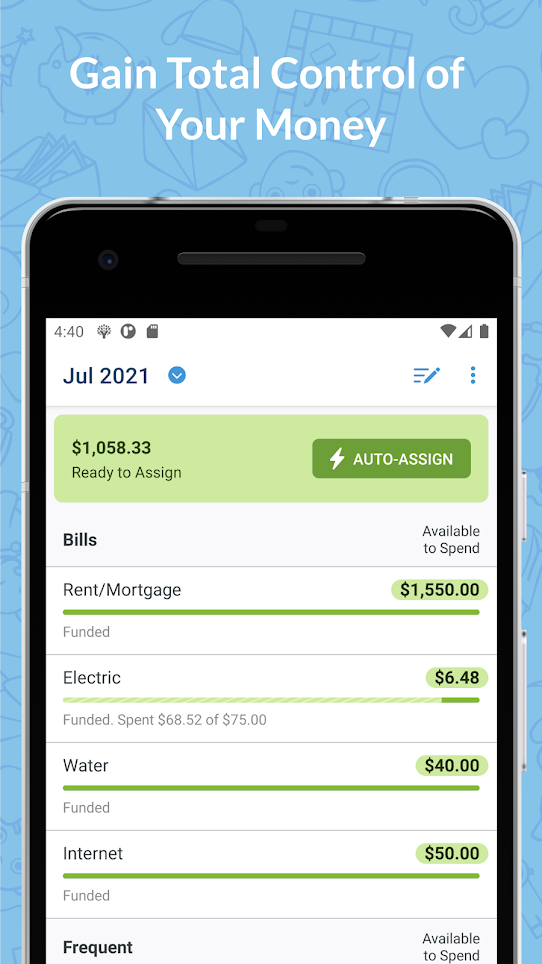 Gain Total Control of
Your Money
4:40
Jul 2021
$1,058.33
Ready to Assign
AUTO-ASSIGN
Bills
Available
to Spend
Rent/Mortgage
$1,550.00
Funded
Electric
$6.48
Funded. Spent $68.52 of $75.00
Water
$40.00
Funded
Internet
$50.00
Funded
Frequent
Available
to Spend